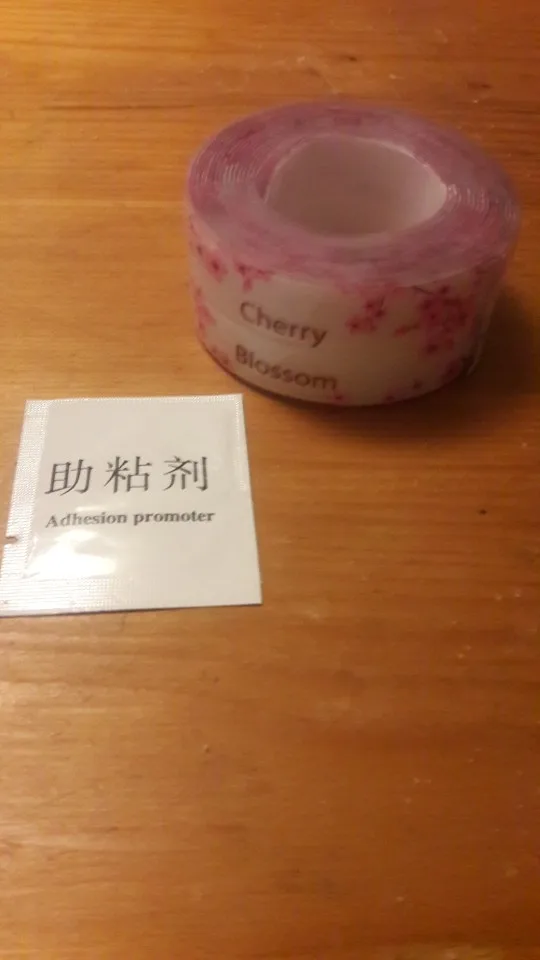 Cherry
Blossom
助粘剂
Adhesion promoter